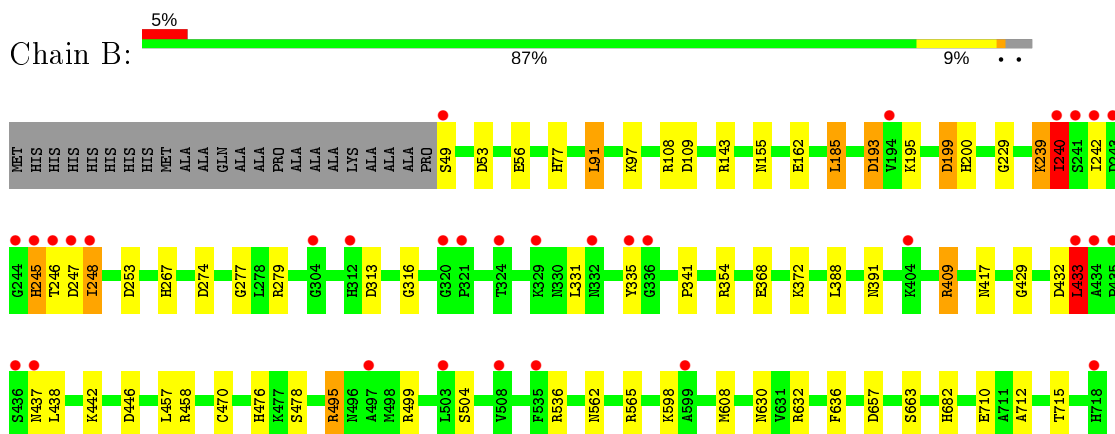 5%
Chain B:
87%
9%
MET HIS HIS HIS HIS HIS HIS HIS MET ALA ALA GLN ALA ALA PRO ALA ALA ALA LYS ALA ALA ALA ALA PRO S49 D53 E56 H77 L91 K97 R108 D109 R143 N155 E162 L185 D193 V194 K195 D199 H200 G229 K239 I240 S241 I242 D243
G244 H245 T246 D247 I248 D253 H267 D274 G277 L278 R279 G304 H312 D313 G316 G320 P321 T324 K329 N330 L331 N332 Y335 G336 P341 R354 E368 K372 L388 N391 K404 R409 N417 G429 D432 L433 A434
S436 N437 L438 K442 D446 L457 R458 C470 H476 K477 S478 R495 N496 A497 M498 R499 L503 S504 V508 F535 R536 N562 R565 K598 A599 M608 N630 V631 R632 F636 D657 S663 H682 E710 A711 A712 T715 H718